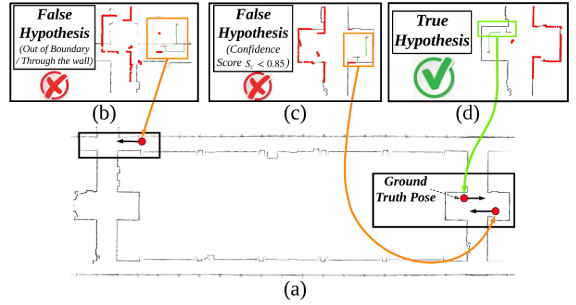 False
Hypothesis
(Out of Boundary
/ Through the wall)
(b)
False
Hypothesis
(Confidence
Score Sc < 0.85)
(c)
True
Hypothesis
(d)
Ground
Truth Pose
(a)